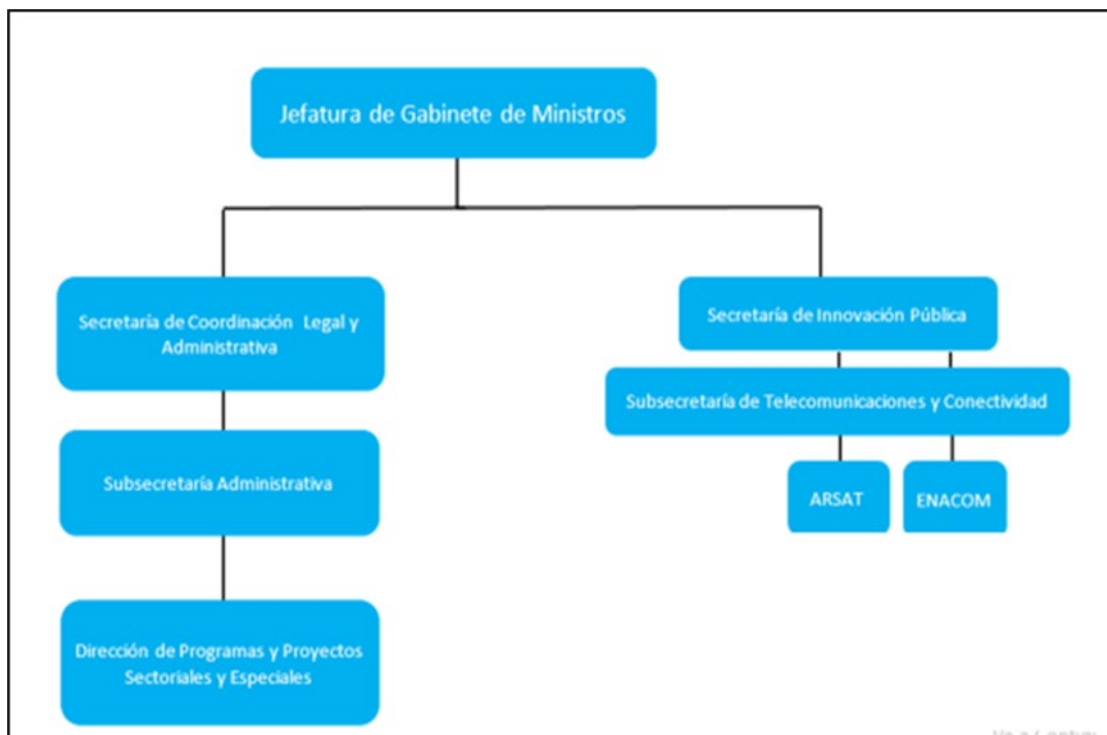 Jefatura de Gabinete de Ministros
Secretaría de Coordinación Legal y
Administrativa
Secretaría de Innovación Pública
Subsecretaría de Telecomunicaciones y Conectividad
Subsecretaría Administrativa
ARSAT
ENACOM
Dirección de Programas y Proyectos
Sectoriales y Especiales